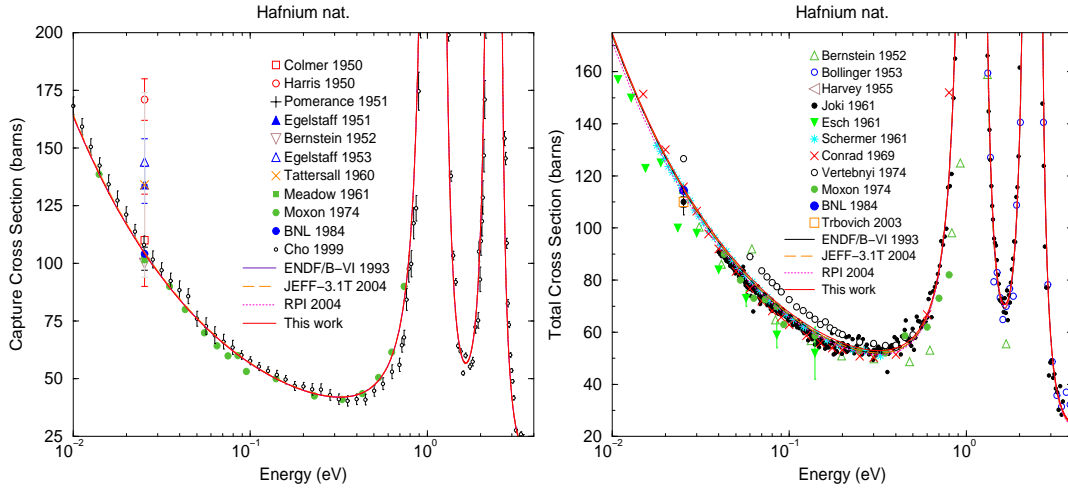 Hafnium nat.
200
175
150
125
100
75
50
25
Capture Cross Section (barns)
Colmer 1950
Harris 1950
Pomerance 1951
Egelstaff 1951
Bernstein 1952
Egelstaff 1953
Tattersall 1960
Meadow 1961
Moxon 1974
BNL 1984
Cho 1999
ENDF/B−VI 1993
JEFF−3.1T 2004
RPI 2004
This work
10−2
10−1
100
Energy (eV)
Hafnium nat.
160
140
120
100
80
60
40
20
Total Cross Section (barns)
Bernstein 1952
Bollinger 1953
Harvey 1955
Joki 1961
Esch 1961
Schermer 1961
Conrad 1969
Vertebnyi 1974
Moxon 1974
BNL 1984
Trbovich 2003
ENDF/B−VI 1993
JEFF−3.1T 2004
RPI 2004
This work
10−2
10−1
100
Energy (eV)